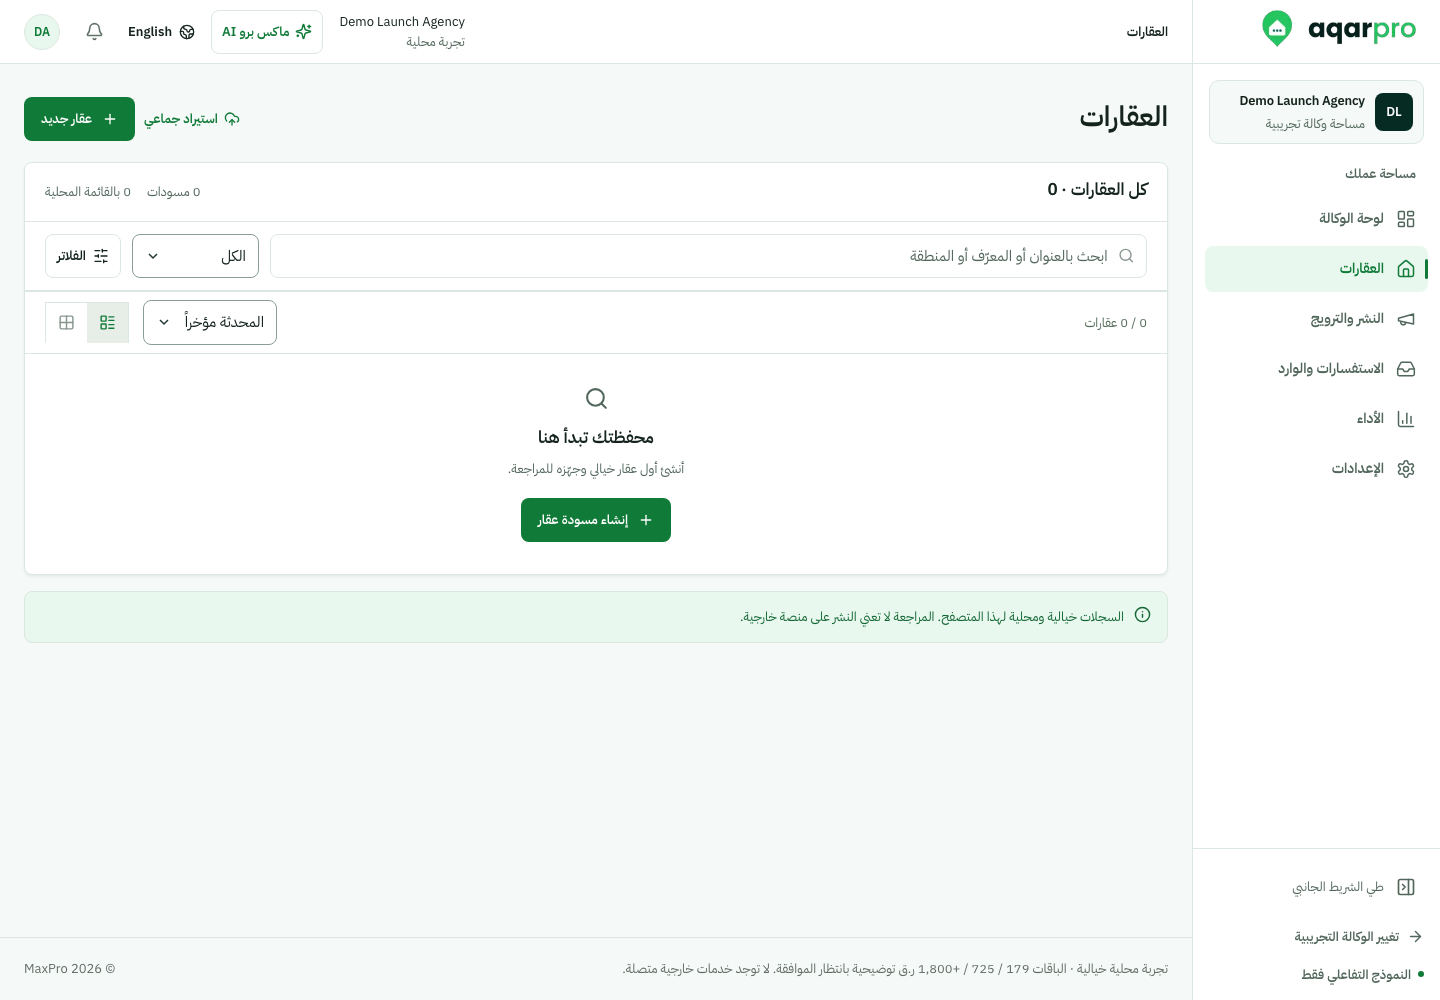 aqarpro
العقارات
Demo Launch Agency
تجربة محلية
ماكس برو AI
English
DA
DL
Demo Launch Agency
مساحة وكالة تجريبية
مساحة عملك
لوحة الوكالة
العقارات
النشر والترويج
الاستفسارات والوارد
الأداء
الإعدادات
طي الشريط الجانبي
تغيير الوكالة التجريبية
النموذج التفاعلي فقط
العقارات
استيراد جماعي
عقار جديد
كل العقارات · 0
0 مسودات
0 بالقائمة المحلية
ابحث بالعنوان أو المعرّف أو المنطقة
الكل
الفلاتر
0 / 0 عقارات
المحدثة مؤخراً
محفظتك تبدأ هنا
أنشئ أول عقار خيالي وجهّزه للمراجعة.
إنشاء مسودة عقار
السجلات خيالية ومحلية لهذا المتصفح. المراجعة لا تعني النشر على منصة خارجية.
تجربة محلية خيالية · الباقات 179 / 725 / +1,800 ر.ق توضيحية بانتظار الموافقة. لا توجد خدمات خارجية متصلة.
© 2026 MaxPro